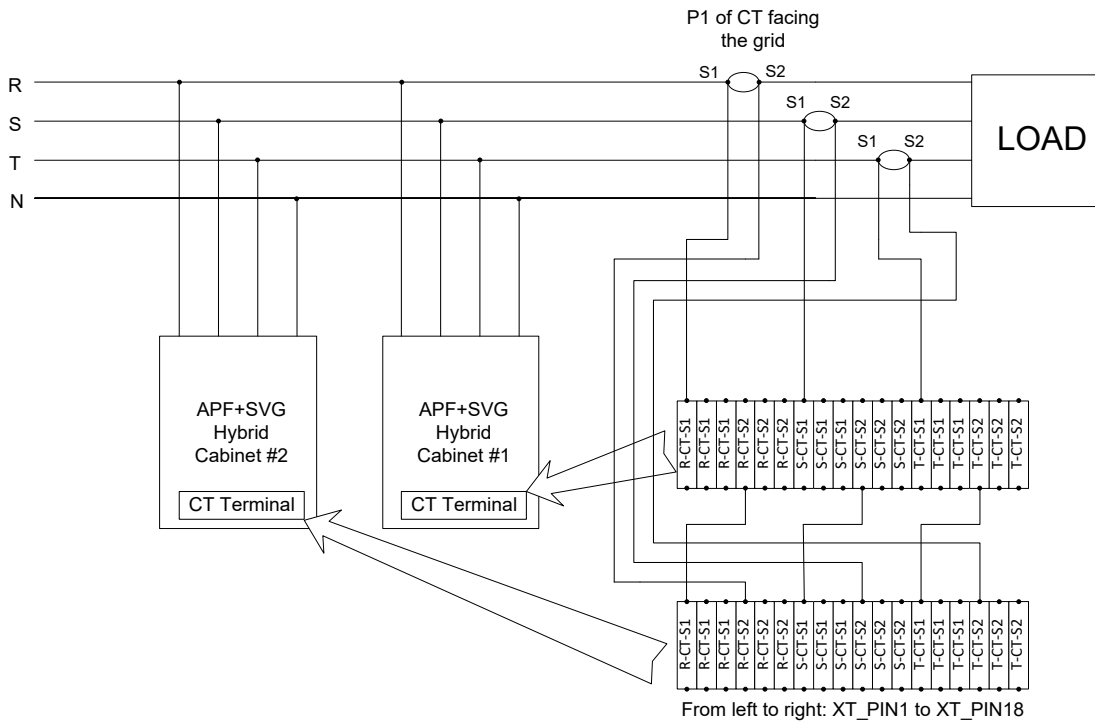 P1 of CT facing
the grid
S1 S2
R
S1 S2
S
S1 S2
T
LOAD
N
APF+SVG
Hybrid
Cabinet #2
CT Terminal
APF+SVG
Hybrid
Cabinet #1
CT Terminal
R-CT-S1
R-CT-S1
R-CT-S1
R-CT-S2
R-CT-S2
R-CT-S2
S-CT-S1
S-CT-S1
S-CT-S1
S-CT-S2
S-CT-S2
S-CT-S2
T-CT-S1
T-CT-S1
T-CT-S1
T-CT-S2
T-CT-S2
T-CT-S2
R-CT-S1
R-CT-S1
R-CT-S1
R-CT-S2
R-CT-S2
R-CT-S2
S-CT-S1
S-CT-S1
S-CT-S1
S-CT-S2
S-CT-S2
S-CT-S2
T-CT-S1
T-CT-S1
T-CT-S1
T-CT-S2
T-CT-S2
T-CT-S2
From left to right: XT_PIN1 to XT_PIN18